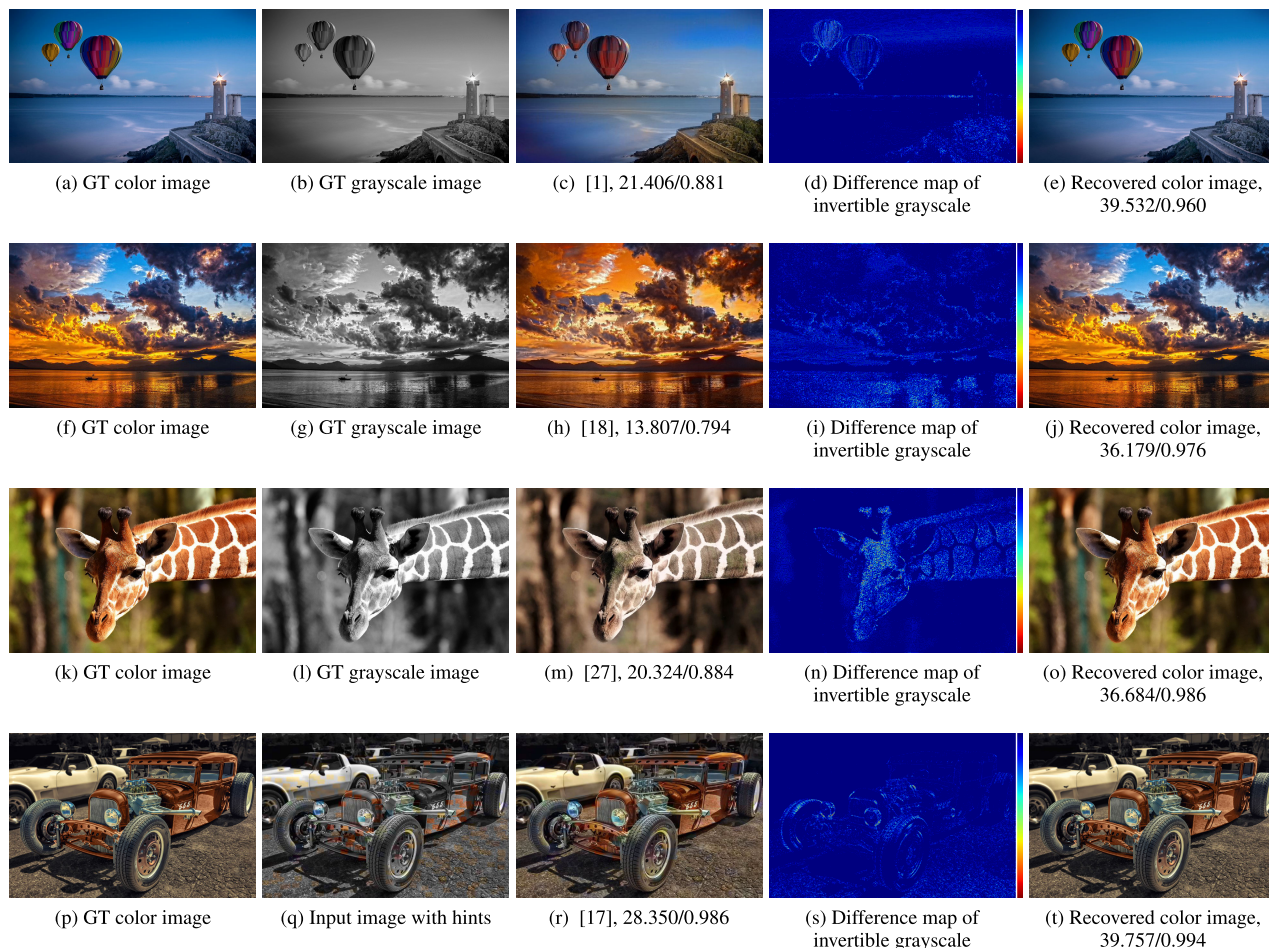 (a) GT color image
(b) GT grayscale image
(c) [1], 21.406/0.881
(d) Difference map of
invertible grayscale
(e) Recovered color image,
39.532/0.960
(f) GT color image
(g) GT grayscale image
(h) [18], 13.807/0.794
(i) Difference map of
invertible grayscale
(j) Recovered color image,
36.179/0.976
(k) GT color image
(l) GT grayscale image
(m) [27], 20.324/0.884
(n) Difference map of
invertible grayscale
(o) Recovered color image,
36.684/0.986
(p) GT color image
(q) Input image with hints
(r) [17], 28.350/0.986
(s) Difference map of
invertible grayscale
(t) Recovered color image,
39.757/0.994